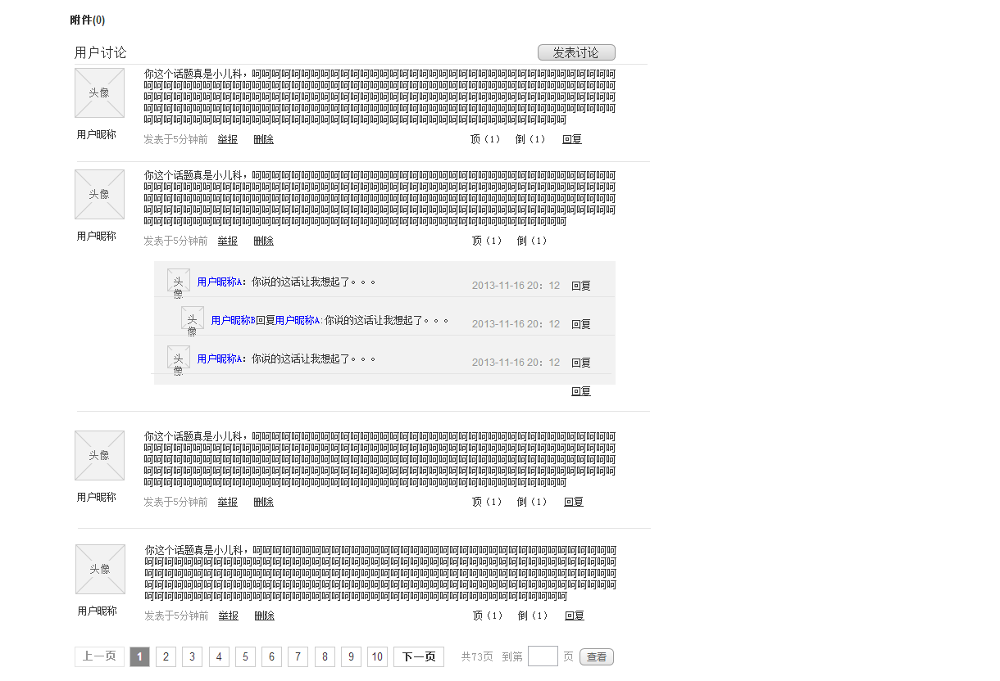 附件(0)
用户讨论 发表讨论
头像
你这个话题真是小儿科，呵呵呵呵呵呵呵呵呵呵呵呵呵呵呵呵呵呵呵呵呵呵呵呵呵呵呵呵呵呵呵呵呵呵呵呵呵
呵呵呵呵呵呵呵呵呵呵呵呵呵呵呵呵呵呵呵呵呵呵呵呵呵呵呵呵呵呵呵呵呵呵呵呵呵呵呵呵呵呵呵呵呵呵呵呵
呵呵呵呵呵呵呵呵呵呵呵呵呵呵呵呵呵呵呵呵呵呵呵呵呵呵呵呵呵呵呵呵呵呵呵呵呵呵呵呵呵呵呵呵呵呵呵呵
呵呵呵呵呵呵呵呵呵呵呵呵呵呵呵呵呵呵呵呵呵呵呵呵呵呵呵呵呵呵呵呵呵呵呵呵呵呵呵呵呵呵呵呵呵呵呵呵
呵呵呵呵呵呵呵呵呵呵呵呵呵呵呵呵呵呵呵呵呵呵呵呵呵呵呵呵呵呵呵呵呵呵呵呵呵呵呵呵呵呵呵
用户昵称
发表于5分钟前 举报 删除 顶（1） 倒（1） 回复
头像
你这个话题真是小儿科，呵呵呵呵呵呵呵呵呵呵呵呵呵呵呵呵呵呵呵呵呵呵呵呵呵呵呵呵呵呵呵呵呵呵呵呵呵
呵呵呵呵呵呵呵呵呵呵呵呵呵呵呵呵呵呵呵呵呵呵呵呵呵呵呵呵呵呵呵呵呵呵呵呵呵呵呵呵呵呵呵呵呵呵呵呵
呵呵呵呵呵呵呵呵呵呵呵呵呵呵呵呵呵呵呵呵呵呵呵呵呵呵呵呵呵呵呵呵呵呵呵呵呵呵呵呵呵呵呵呵呵呵呵呵
呵呵呵呵呵呵呵呵呵呵呵呵呵呵呵呵呵呵呵呵呵呵呵呵呵呵呵呵呵呵呵呵呵呵呵呵呵呵呵呵呵呵呵呵呵呵呵呵
呵呵呵呵呵呵呵呵呵呵呵呵呵呵呵呵呵呵呵呵呵呵呵呵呵呵呵呵呵呵呵呵呵呵呵呵呵呵呵呵呵呵呵
用户昵称
发表于5分钟前 举报 删除 顶（1） 倒（1）
头
像
用户昵称A：你说的这话让我想起了。。。 2013-11-16 20：12 回复
头
像
用户昵称B回复用户昵称A:你说的这话让我想起了。。。 2013-11-16 20：12 回复
头
像
用户昵称A：你说的这话让我想起了。。。 2013-11-16 20：12 回复
回复
头像
你这个话题真是小儿科，呵呵呵呵呵呵呵呵呵呵呵呵呵呵呵呵呵呵呵呵呵呵呵呵呵呵呵呵呵呵呵呵呵呵呵呵呵
呵呵呵呵呵呵呵呵呵呵呵呵呵呵呵呵呵呵呵呵呵呵呵呵呵呵呵呵呵呵呵呵呵呵呵呵呵呵呵呵呵呵呵呵呵呵呵呵
呵呵呵呵呵呵呵呵呵呵呵呵呵呵呵呵呵呵呵呵呵呵呵呵呵呵呵呵呵呵呵呵呵呵呵呵呵呵呵呵呵呵呵呵呵呵呵呵
呵呵呵呵呵呵呵呵呵呵呵呵呵呵呵呵呵呵呵呵呵呵呵呵呵呵呵呵呵呵呵呵呵呵呵呵呵呵呵呵呵呵呵呵呵呵呵呵
呵呵呵呵呵呵呵呵呵呵呵呵呵呵呵呵呵呵呵呵呵呵呵呵呵呵呵呵呵呵呵呵呵呵呵呵呵呵呵呵呵呵呵
用户昵称
发表于5分钟前 举报 删除 顶（1） 倒（1） 回复
头像
你这个话题真是小儿科，呵呵呵呵呵呵呵呵呵呵呵呵呵呵呵呵呵呵呵呵呵呵呵呵呵呵呵呵呵呵呵呵呵呵呵呵呵
呵呵呵呵呵呵呵呵呵呵呵呵呵呵呵呵呵呵呵呵呵呵呵呵呵呵呵呵呵呵呵呵呵呵呵呵呵呵呵呵呵呵呵呵呵呵呵呵
呵呵呵呵呵呵呵呵呵呵呵呵呵呵呵呵呵呵呵呵呵呵呵呵呵呵呵呵呵呵呵呵呵呵呵呵呵呵呵呵呵呵呵呵呵呵呵呵
呵呵呵呵呵呵呵呵呵呵呵呵呵呵呵呵呵呵呵呵呵呵呵呵呵呵呵呵呵呵呵呵呵呵呵呵呵呵呵呵呵呵呵呵呵呵呵呵
呵呵呵呵呵呵呵呵呵呵呵呵呵呵呵呵呵呵呵呵呵呵呵呵呵呵呵呵呵呵呵呵呵呵呵呵呵呵呵呵呵呵呵
用户昵称
发表于5分钟前 举报 删除 顶（1） 倒（1） 回复
上一页 1 2 3 4 5 6 7 8 9 10 下一页 共73页 到第 页 查看